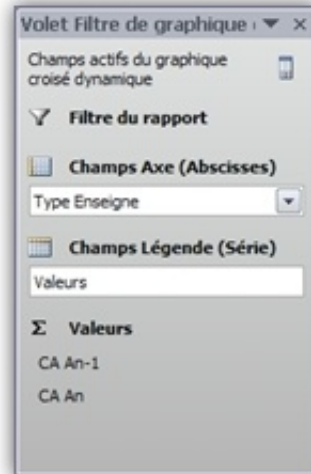 Volet Filtre de graphique
Champs actifs du graphique
croisé dynamique
Filtre du rapport
Champs Axe (Abscisses)
Type Enseigne
Champs Légende (Série)
Valeurs
Σ Valeurs
CA An-1
CA An